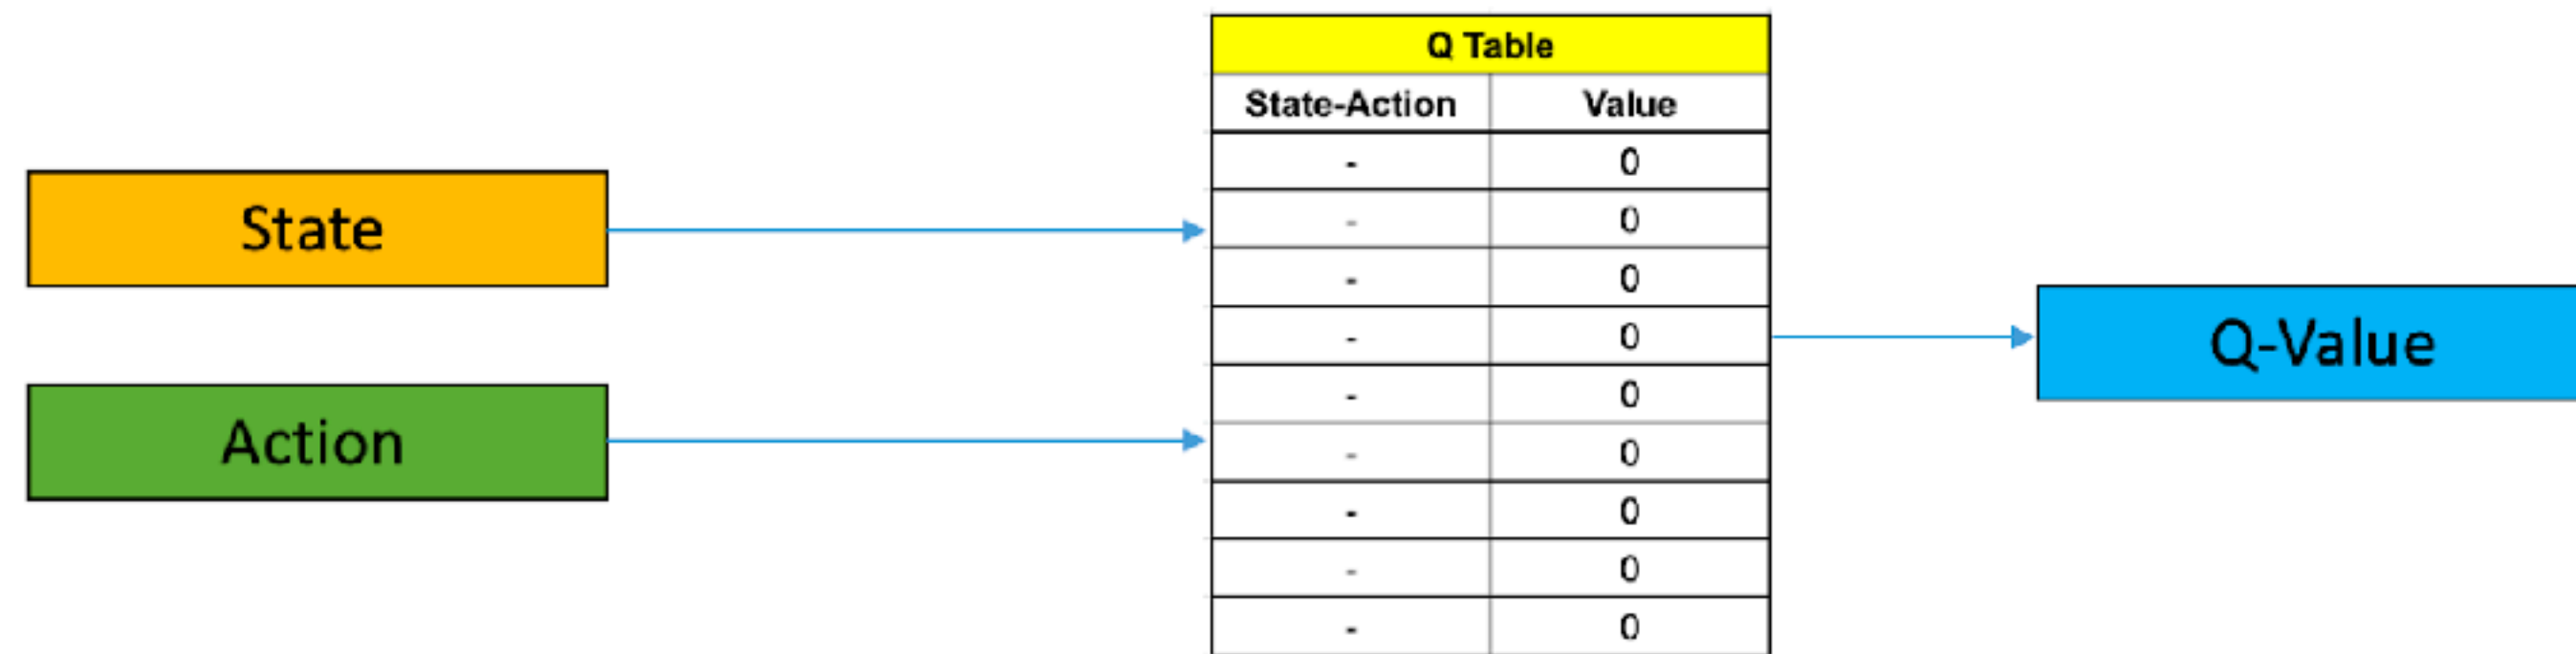 Q Table
State-Action Value
- 0
- 0
State
- 0
- 0
Q-Value
- 0
Action
- 0
- 0
- 0
- 0